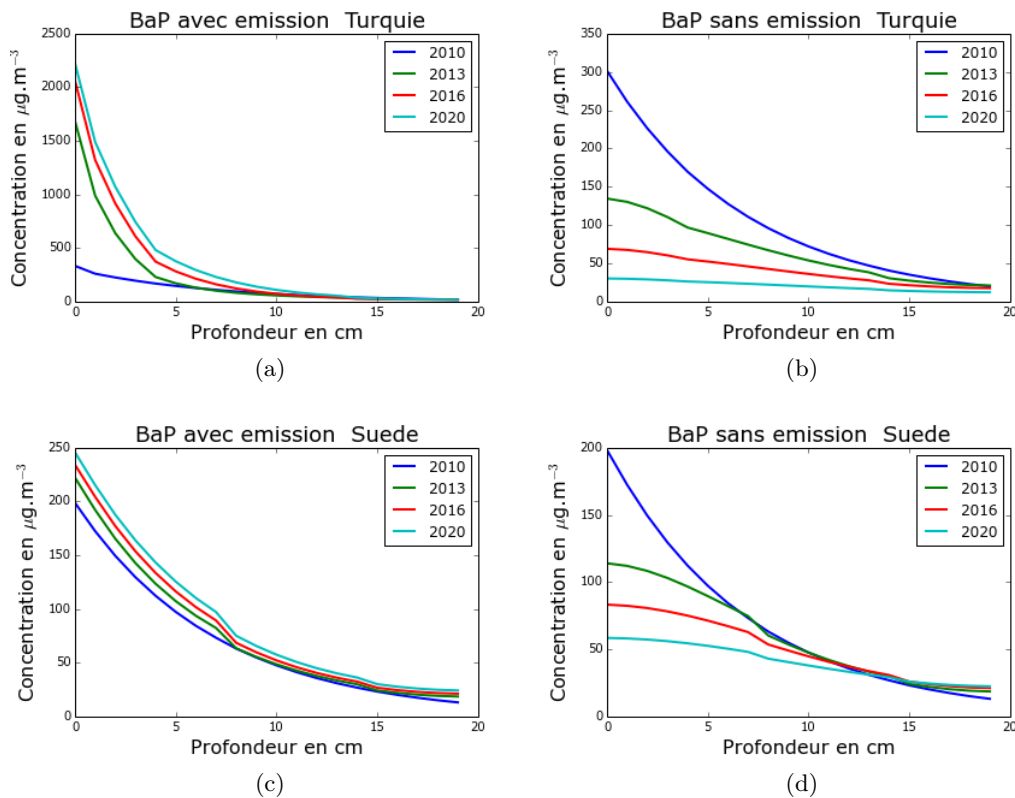 BaP avec emission  Turquie
Concentration en μg.m⁻³
2500
2000
1500
1000
500
0
2010
2013
2016
2020
0 5 10 15 20
Profondeur en cm
(a)
BaP sans emission  Turquie
Concentration en μg.m⁻³
350
300
250
200
150
100
50
0
2010
2013
2016
2020
0 5 10 15 20
Profondeur en cm
(b)
BaP avec emission  Suede
Concentration en μg.m⁻³
250
200
150
100
50
0
2010
2013
2016
2020
0 5 10 15 20
Profondeur en cm
(c)
BaP sans emission  Suede
Concentration en μg.m⁻³
200
150
100
50
0
2010
2013
2016
2020
0 5 10 15 20
Profondeur en cm
(d)